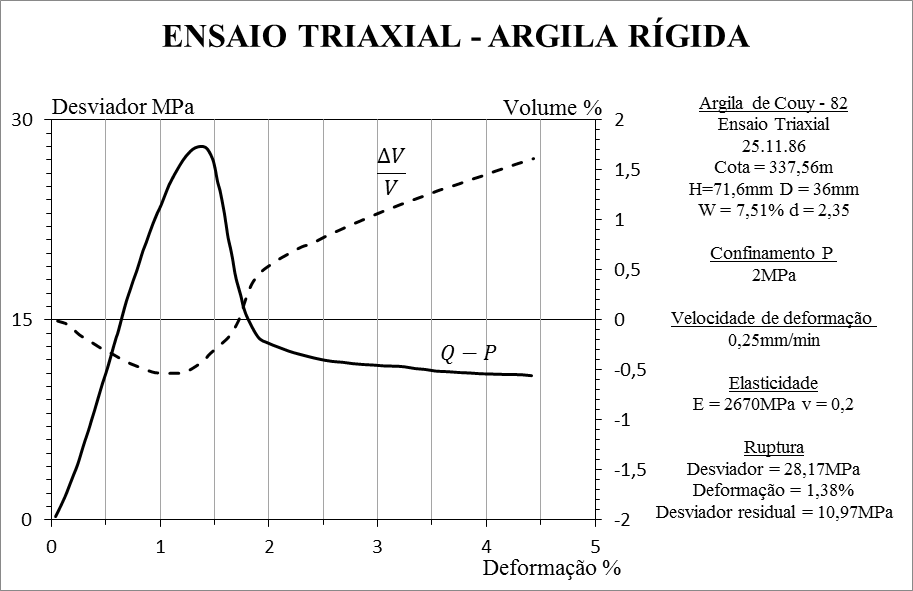 ENSAIO TRIAXIAL - ARGILA RÍGIDA
Desviador MPa
Volume %
30
15
0
2
1,5
1
0,5
0
-0,5
-1
-1,5
-2
ΔV
V
Q − P
0 1 2 3 4 5
Deformação %
Argila de Couy - 82
Ensaio Triaxial
25.11.86
Cota = 337,56m
H=71,6mm D = 36mm
W = 7,51% d = 2,35
Confinamento P
2MPa
Velocidade de deformação
0,25mm/min
Elasticidade
E = 2670MPa v = 0,2
Ruptura
Desviador = 28,17MPa
Deformação = 1,38%
Desviador residual = 10,97MPa